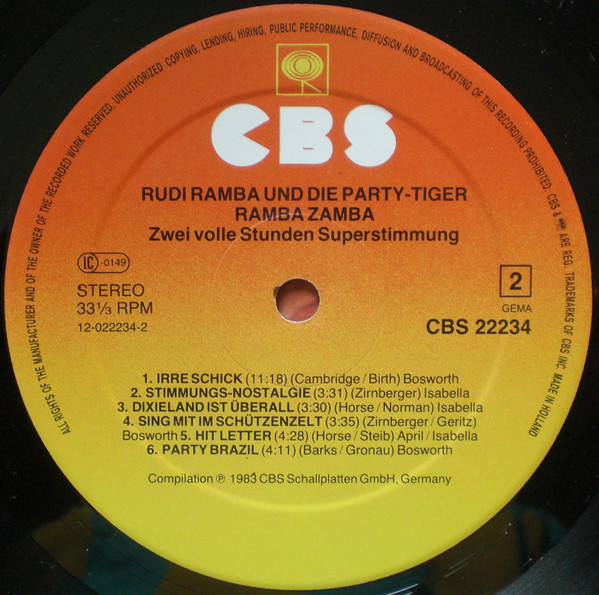 ALL RIGHTS OF THE MANUFACTURER AND OF THE OWNER OF THE RECORDED WORK RESERVED. UNAUTHORIZED COPYING, LENDING, HIRING, PUBLIC PERFORMANCE, DIFFUSION AND BROADCASTING OF THIS RECORDING PROHIBITED. CBS & ARE REG. TRADEMARKS OF CBS INC. MADE IN HOLLAND
CBS
RUDI RAMBA UND DIE PARTY-TIGER
RAMBA ZAMBA
Zwei volle Stunden Superstimmung
IC -0149
STEREO
33⅓ RPM
12-022234-2
2
GEMA
CBS 22234
1. IRRE SCHICK (11:18) (Cambridge / Birth) Bosworth
2. STIMMUNGS-NOSTALGIE (3:31) (Zirnberger) Isabella
3. DIXIELAND IST ÜBERALL (3:30) (Horse / Norman) Isabella
4. SING MIT IM SCHÜTZENZELT (3:35) (Zirnberger / Geritz)
Bosworth 5. HIT LETTER (4:28) (Horse / Steib) April / Isabella
6. PARTY BRAZIL (4:11) (Barks / Gronau) Bosworth
Compilation ℗ 1983 CBS Schallplatten GmbH, Germany